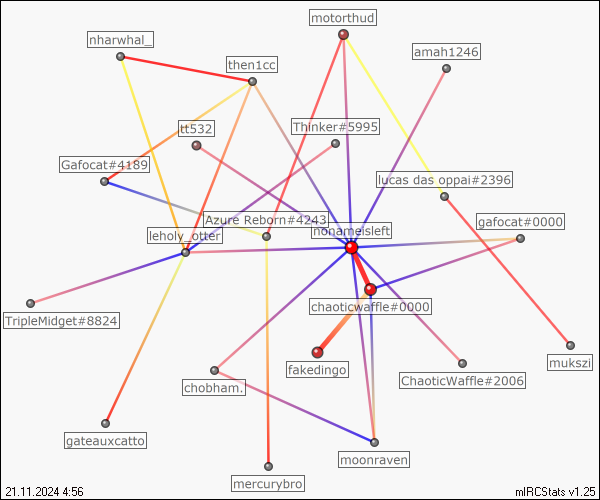 motorthud
nharwhal_
amah1246
then1cc
tt532
Thinker#5995
Gafocat#4189
lucas das oppai#2396
Azure Reborn#4243
gafocat#0000
nonameisleft
leholy_otter
chaoticwaffle#0000
TripleMidget#8824
fakedingo
mukszi
chobham.
ChaoticWaffle#2006
gateauxcatto
moonraven
mercurybro
21.11.2024 4:56
mIRCStats v1.25